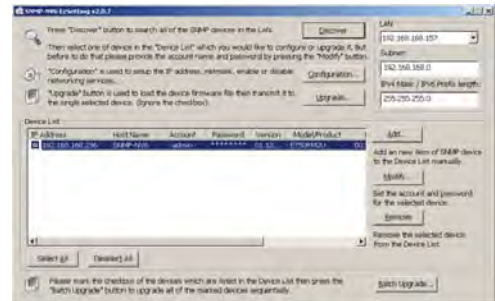 SNMP-NV6 EzSetting v2.0.7
Press "Discover" button to search all of the SNMP devices in the LAN.
Discover
Then select one of device in the "Device List" which you would like to configure or upgrade it. But
before to do that please provide the account name and password by pressing the "Modify" button.
"Configuration" is used to setup the IP address, network, enable or disable
networking services.
Configuration...
"Upgrade" button is used to load the device firmware file then transmit it to
the single selected device. (Ignore the checkbox).
Upgrade...
LAN
192.168.168.157
Subnet
192.168.168.0
IPv4 Mask / IPv6 Prefix length:
255.255.255.0
Device List
IP Address Host Name Account Password Version Model/Product
192.168.168.236 SNMP-NV6 admin ********
Select All
Deselect All
Add...
Add an new item of SNMP device
to the Device List manually.
Modify...
Set the account and password
for the selected device.
Remove
Remove the selected device
from the Device List
Please mark the checkbox of the devices which are listed in the Device List then press the
"Batch Upgrade" button to upgrade all of the marked devices sequentially.
Batch Upgrade...